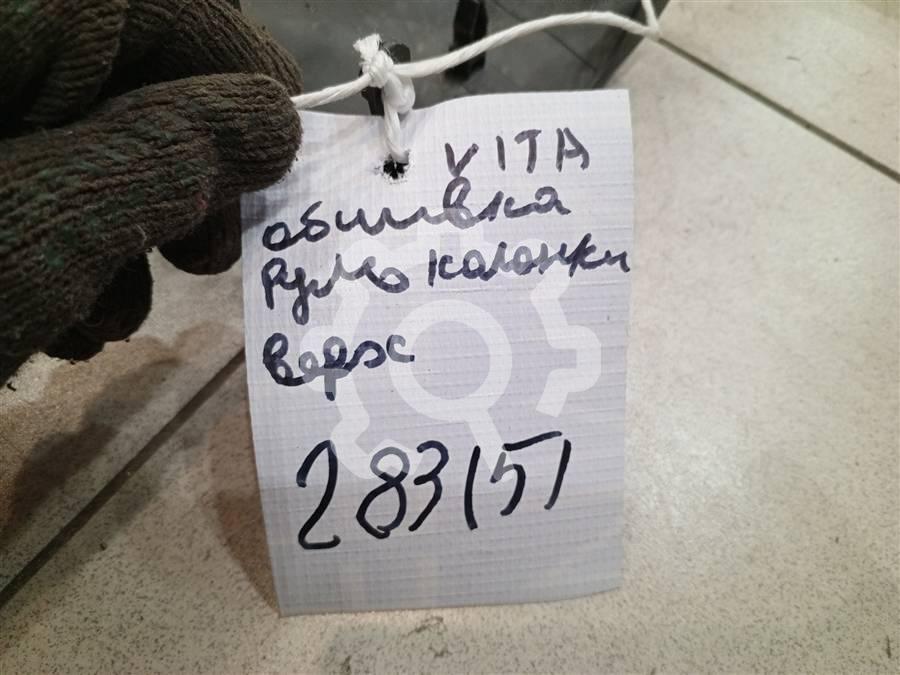 VITA
обшивка
Рулю колонки
верх
283151